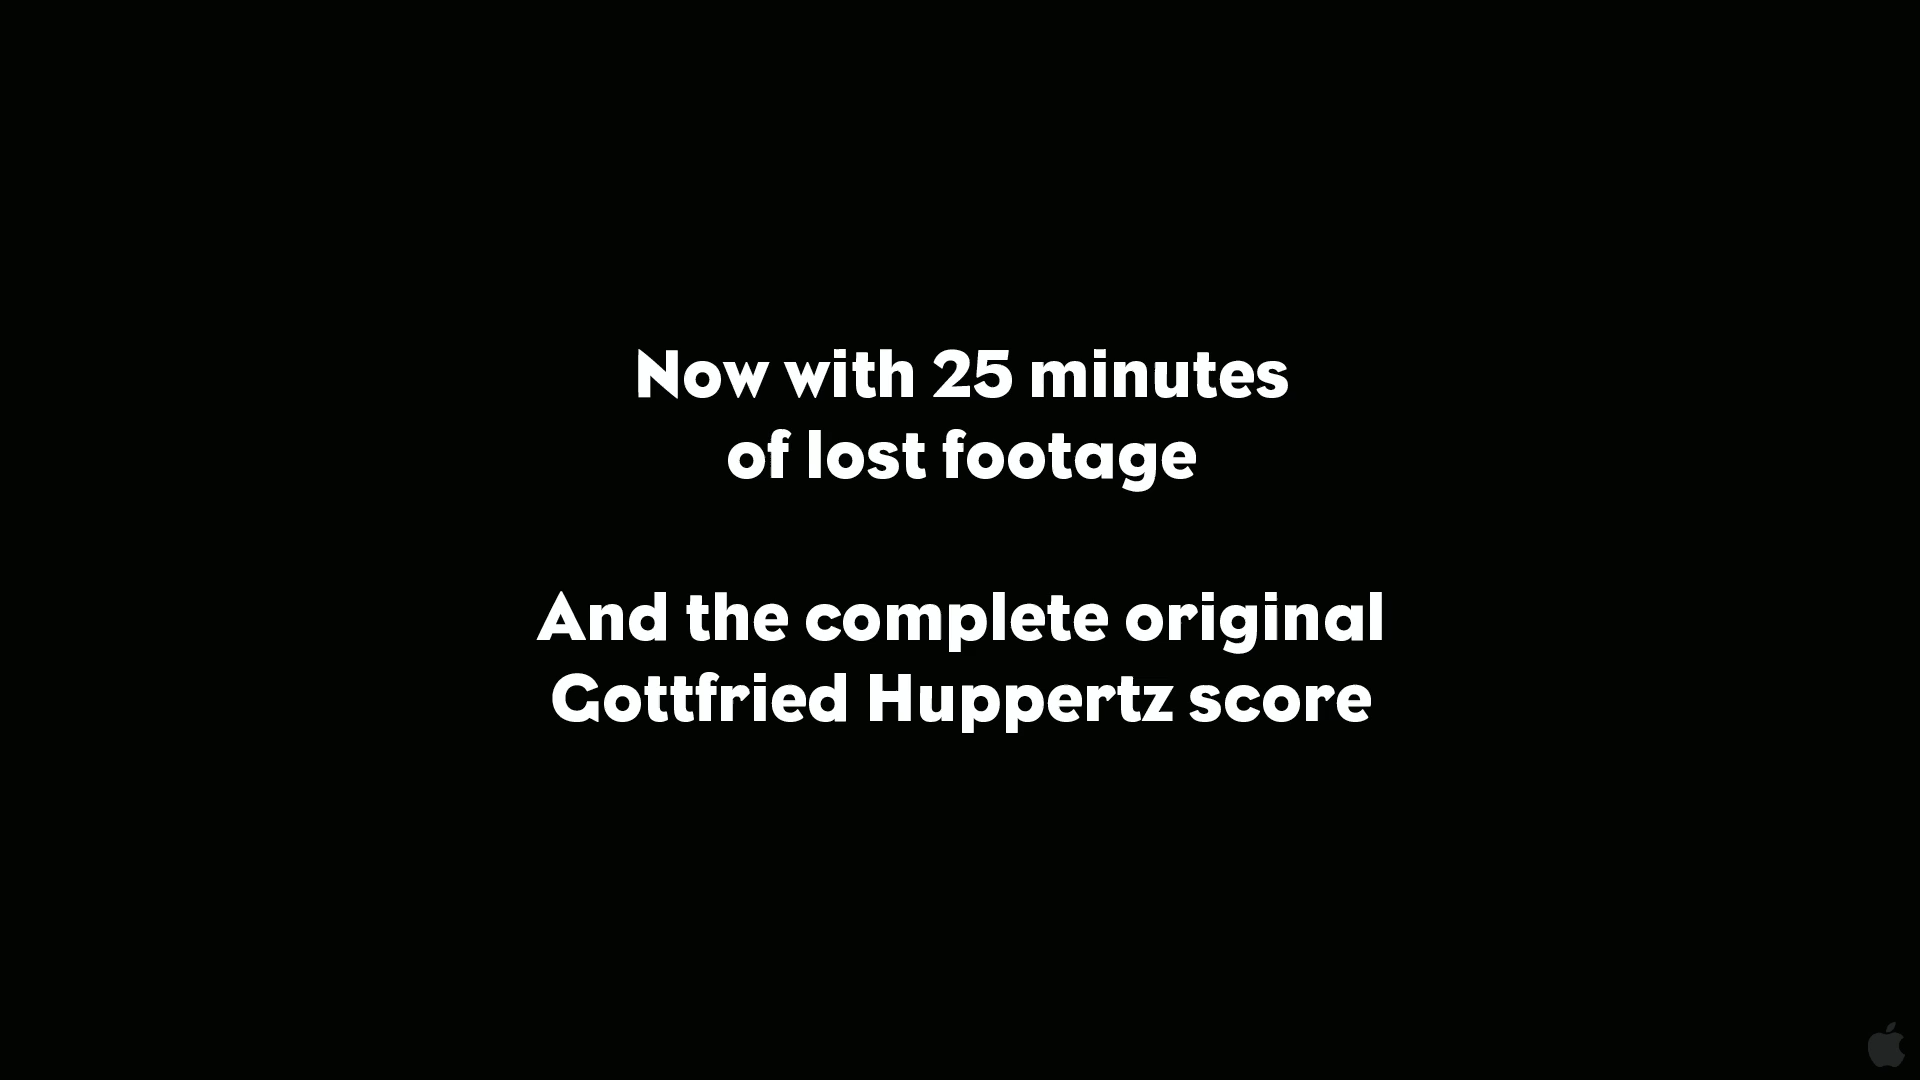 Now with 25 minutes
of lost footage
And the complete original
Gottfried Huppertz score